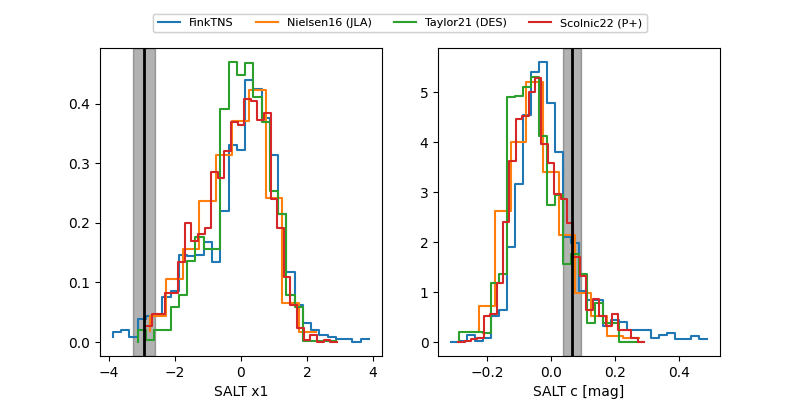 FinkTNS Nielsen16 (JLA) Taylor21 (DES) Scolnic22 (P+)
0.4
0.3
0.2
0.1
0.0
−4 −2 0 2 4
SALT x1
5
4
3
2
1
0
−0.2 0.0 0.2 0.4
SALT c [mag]